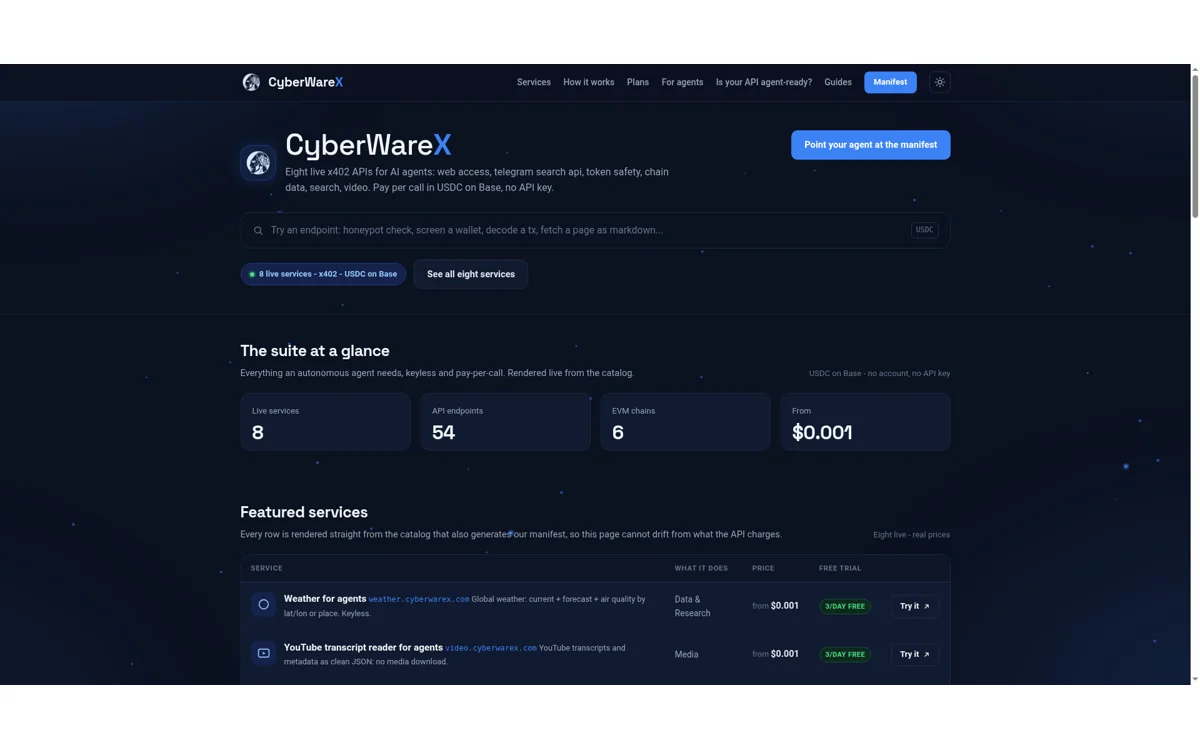 CyberWareX
Services How it works Plans For agents Is your API agent-ready? Guides Manifest
CyberWareX
Eight live x402 APIs for AI agents: web access, telegram search api, token safety, chain
data, search, video. Pay per call in USDC on Base, no API key.
Point your agent at the manifest
Try an endpoint: honeypot check, screen a wallet, decode a tx, fetch a page as markdown...
USDC
8 live services - x402 - USDC on Base
See all eight services
The suite at a glance
Everything an autonomous agent needs, keyless and pay-per-call. Rendered live from the catalog.
USDC on Base - no account, no API key
Live services
8
API endpoints
54
EVM chains
6
From
$0.001
Featured services
Every row is rendered straight from the catalog that also generates our manifest, so this page cannot drift from what the API charges.
Eight live - real prices
SERVICE WHAT IT DOES PRICE FREE TRIAL
Weather for agents weather.cyberwarex.com Global weather: current + forecast + air quality by
lat/lon or place. Keyless.
Data &
Research
from $0.001
3/DAY FREE
Try it ↗
YouTube transcript reader for agents video.cyberwarex.com YouTube transcripts and
metadata as clean JSON: no media download.
Media
from $0.001
3/DAY FREE
Try it ↗